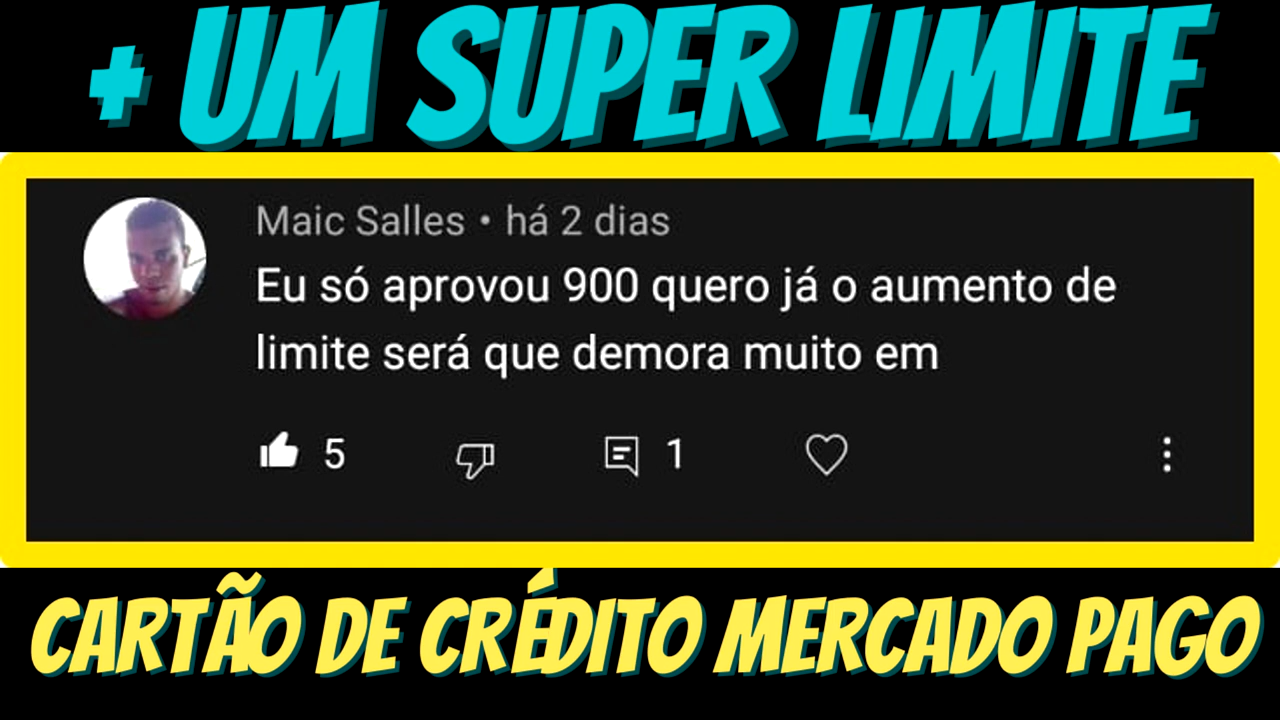 + UM SUPER LIMITE
Maic Salles • há 2 dias
Eu só aprovou 900 quero já o aumento de
limite será que demora muito em
5 1
CARTÃO DE CRÉDITO MERCADO PAGO